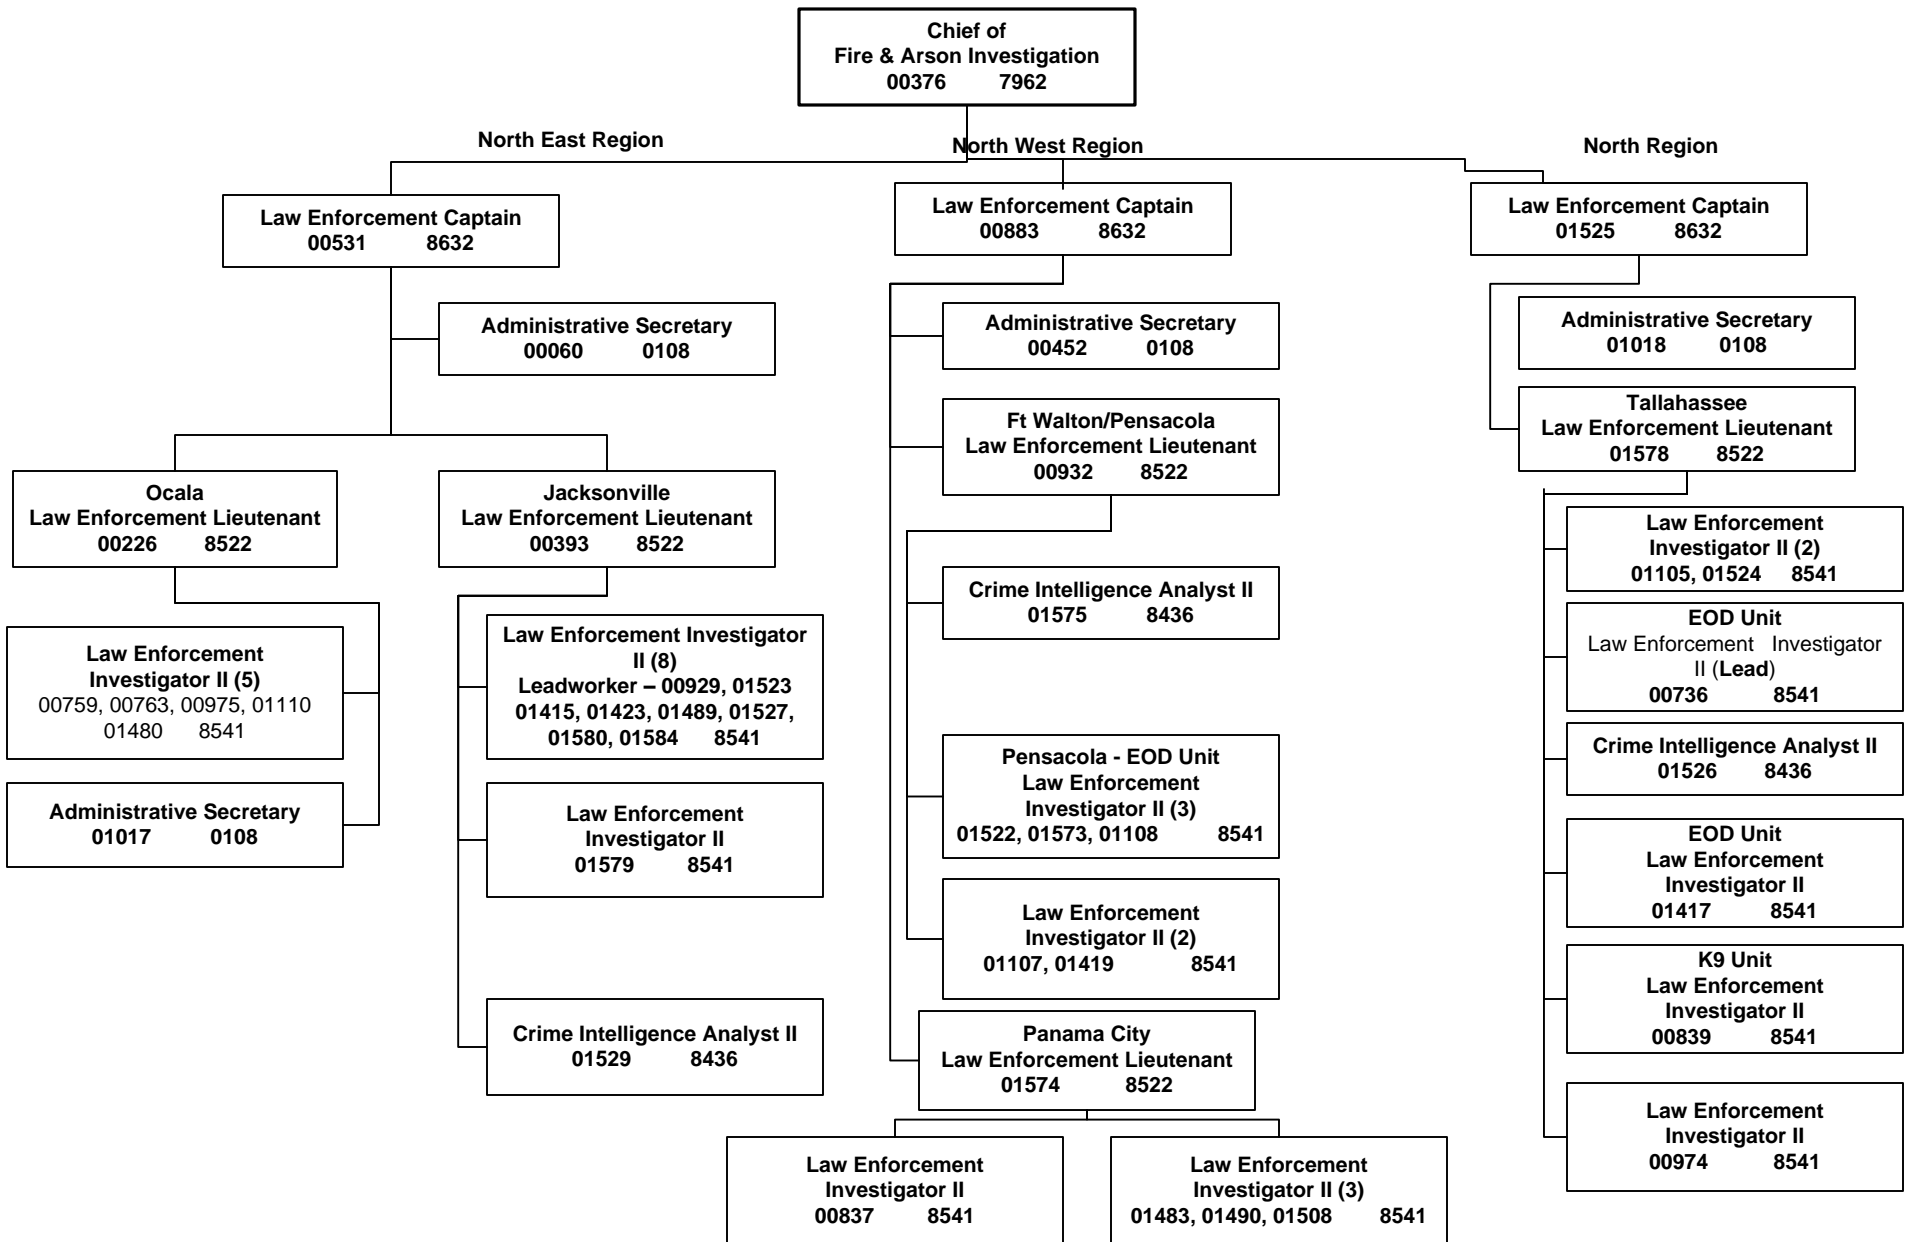 Chief of
Fire & Arson Investigation
00376 7962
North East Region
North West Region
North Region
Law Enforcement Captain
00531 8632
Administrative Secretary
00060 0108
Ocala
Law Enforcement Lieutenant
00226 8522
Law Enforcement
Investigator II (5)
00759, 00763, 00975, 01110
01480 8541
Administrative Secretary
01017 0108
Jacksonville
Law Enforcement Lieutenant
00393 8522
Law Enforcement Investigator
II (8)
Leadworker – 00929, 01523
01415, 01423, 01489, 01527,
01580, 01584 8541
Law Enforcement
Investigator II
01579 8541
Crime Intelligence Analyst II
01529 8436
Law Enforcement Captain
00883 8632
Administrative Secretary
00452 0108
Ft Walton/Pensacola
Law Enforcement Lieutenant
00932 8522
Crime Intelligence Analyst II
01575 8436
Pensacola - EOD Unit
Law Enforcement
Investigator II (3)
01522, 01573, 01108 8541
Law Enforcement
Investigator II (2)
01107, 01419 8541
Panama City
Law Enforcement Lieutenant
01574 8522
Law Enforcement
Investigator II
00837 8541
Law Enforcement
Investigator II (3)
01483, 01490, 01508 8541
Law Enforcement Captain
01525 8632
Administrative Secretary
01018 0108
Tallahassee
Law Enforcement Lieutenant
01578 8522
Law Enforcement
Investigator II (2)
01105, 01524 8541
EOD Unit
Law Enforcement Investigator
II (Lead)
00736 8541
Crime Intelligence Analyst II
01526 8436
EOD Unit
Law Enforcement
Investigator II
01417 8541
K9 Unit
Law Enforcement
Investigator II
00839 8541
Law Enforcement
Investigator II
00974 8541